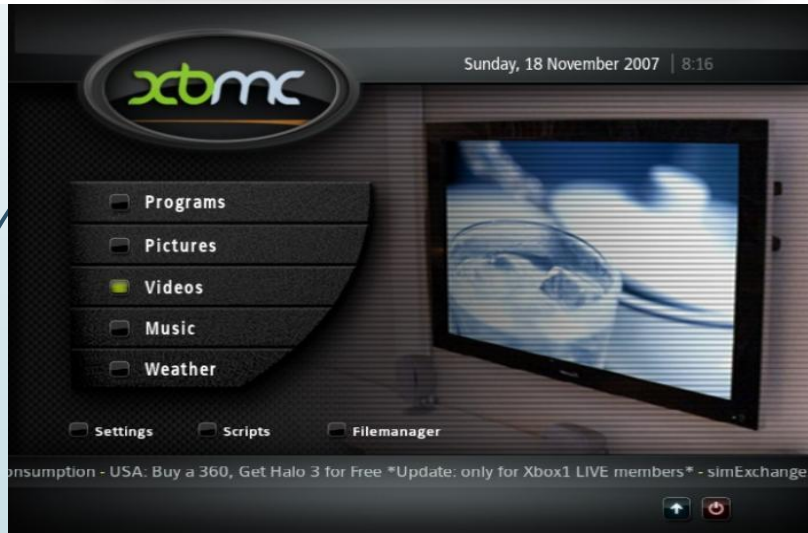 xbmc
Sunday, 18 November 2007 | 8:16
Programs
Pictures
Videos
Music
Weather
Settings Scripts Filemanager
onsumption - USA: Buy a 360, Get Halo 3 for Free *Update: only for Xbox1 LIVE members* - simExchange